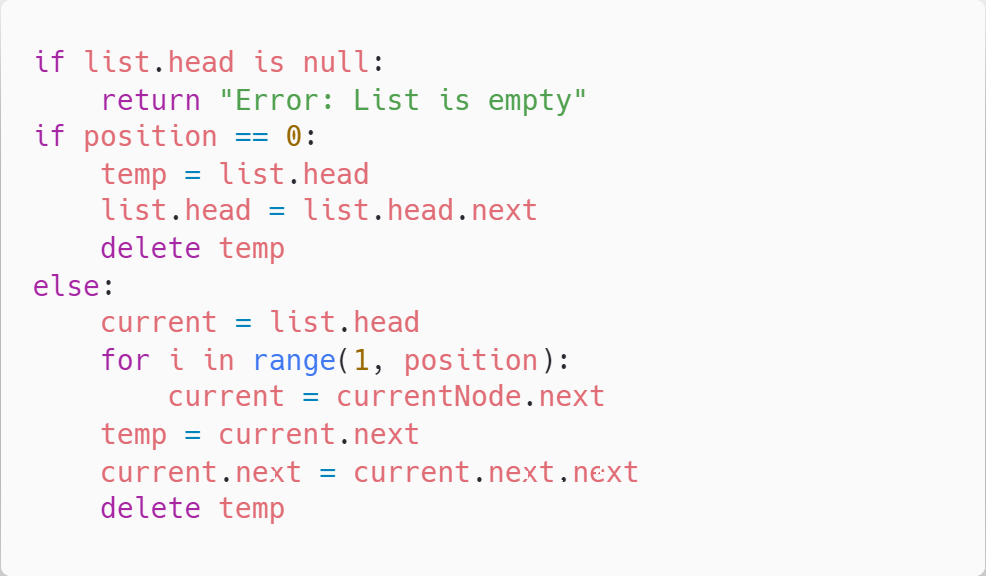 if list.head is null:
    return "Error: List is empty"
if position == 0:
    temp = list.head
    list.head = list.head.next
    delete temp
else:
    current = list.head
    for i in range(1, position):
        current = currentNode.next
    temp = current.next
    current.next = current.next.next
    delete temp